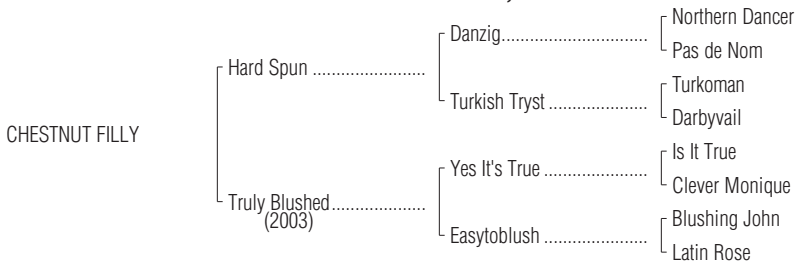 Northern Dancer
Danzig..............................
Pas de Nom
Hard Spun .......................
Turkoman
Turkish Tryst .....................
Darbyvail
CHESTNUT FILLY
Is It True
Yes It's True ......................
Clever Monique
Truly Blushed....................
(2003)
Blushing John
Easytoblush ......................
Latin Rose